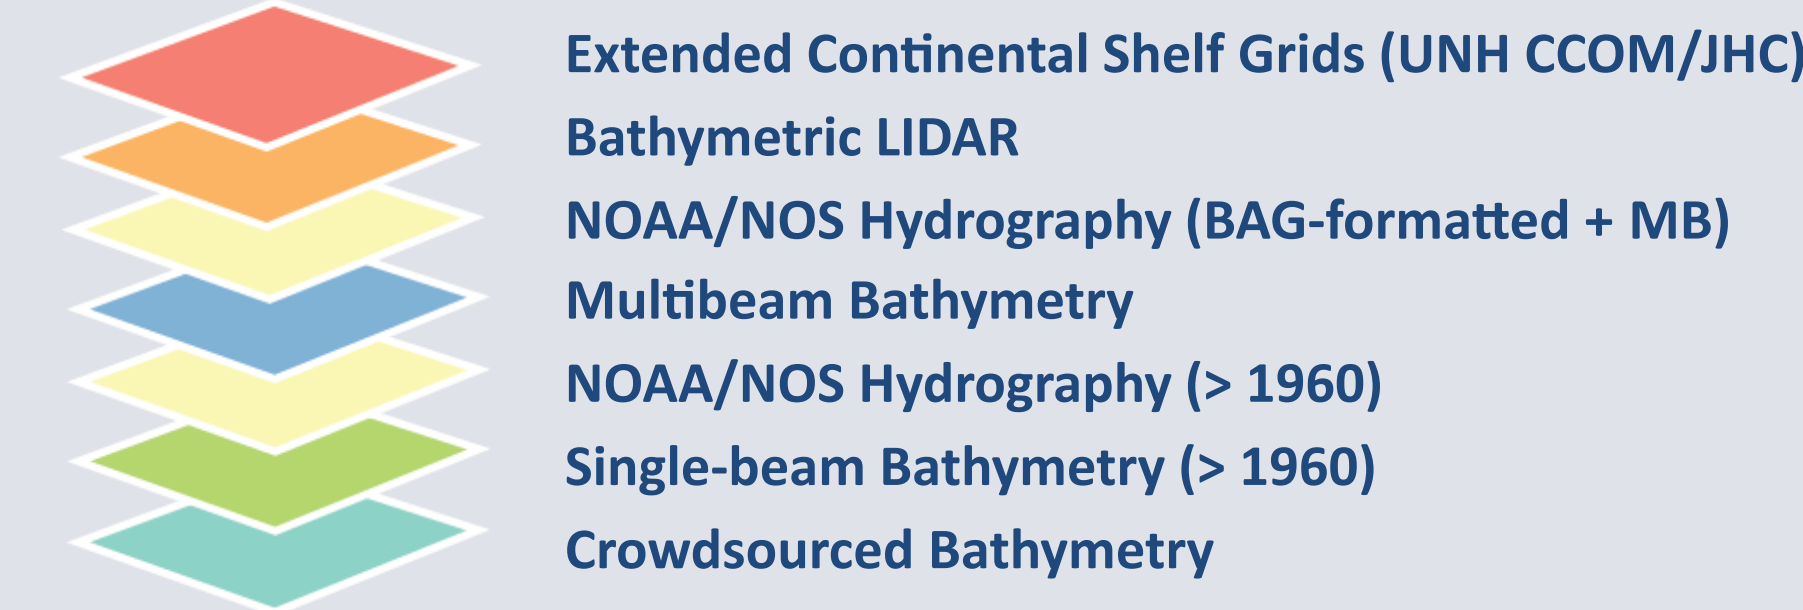 Extended Continental Shelf Grids (UNH CCOM/JHC)
Bathymetric LIDAR
NOAA/NOS Hydrography (BAG-formatted + MB)
Multibeam Bathymetry
NOAA/NOS Hydrography (> 1960)
Single-beam Bathymetry (> 1960)
Crowdsourced Bathymetry